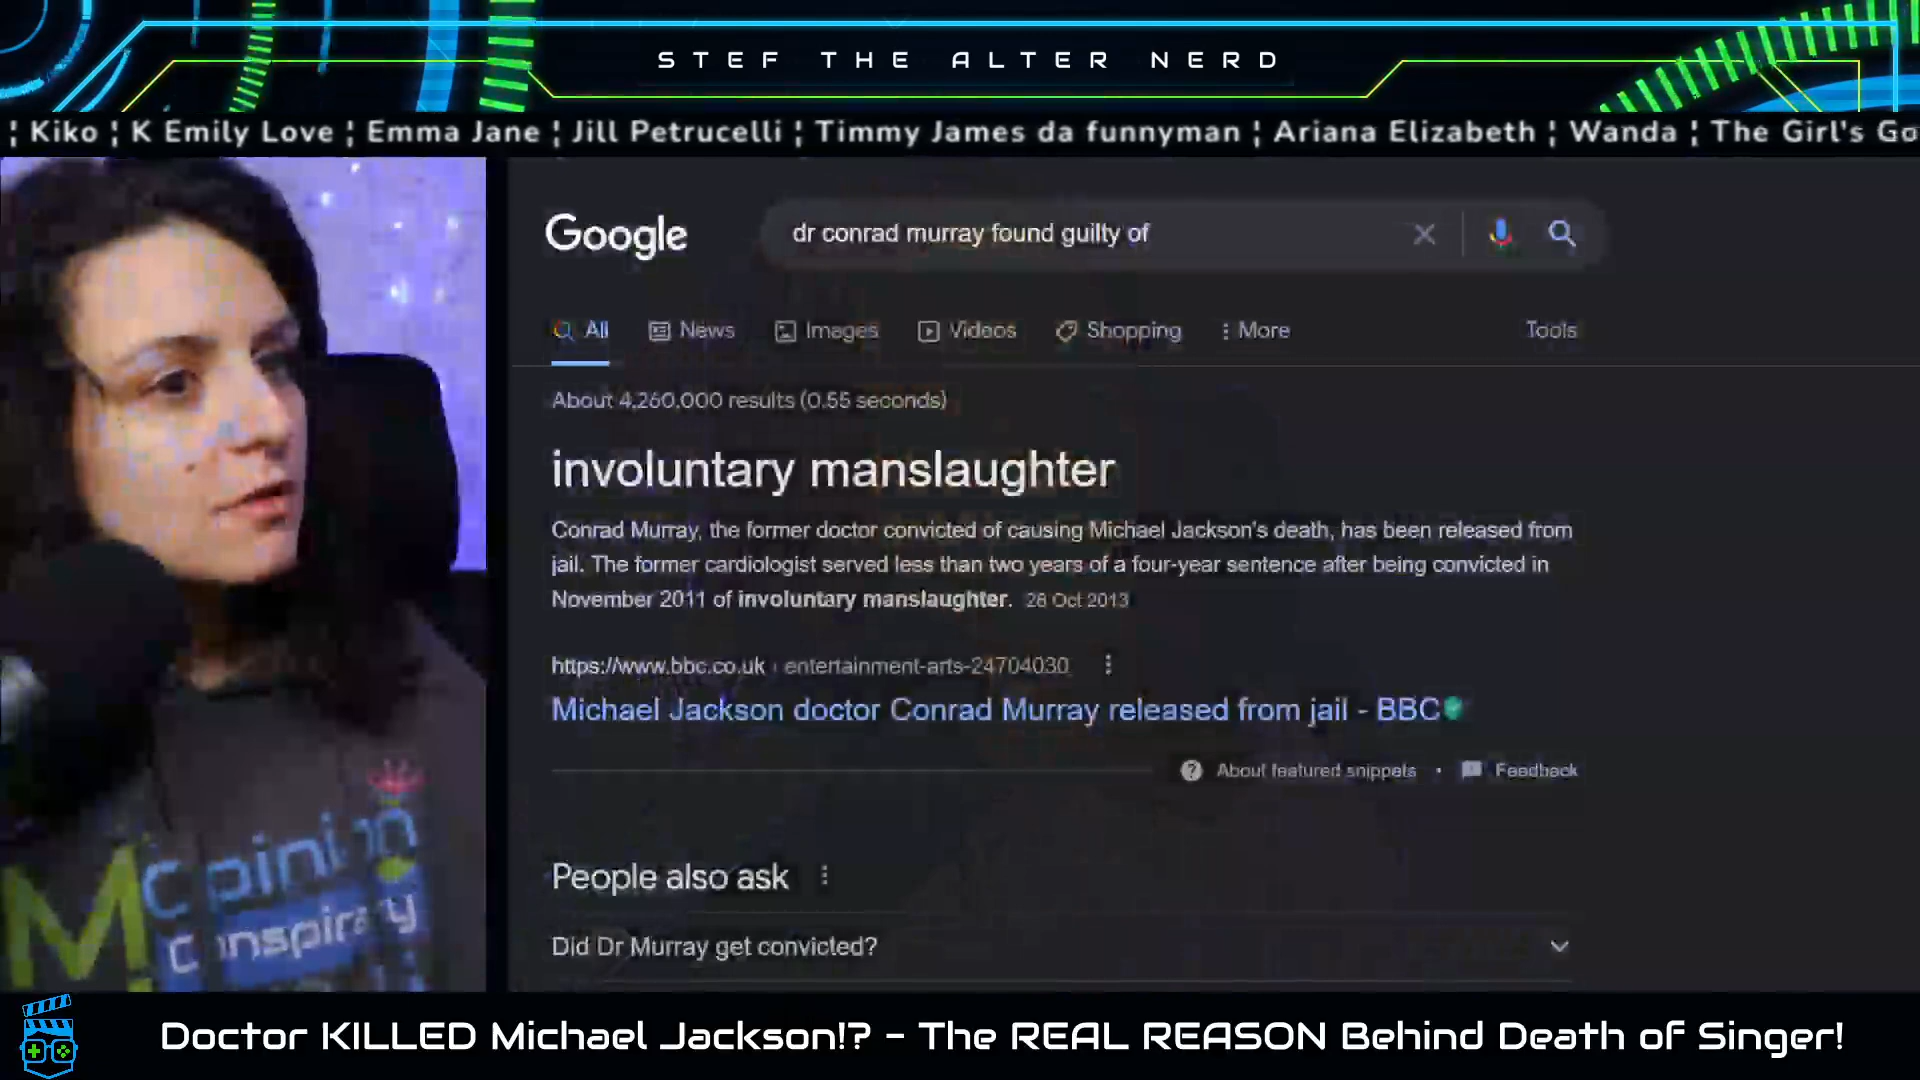 STEF THE ALTER NERD
¦ Kiko ¦ K Emily Love ¦ Emma Jane ¦ Jill Petrucelli ¦ Timmy James da funnyman ¦ Ariana Elizabeth ¦ Wanda ¦ The Girl's Go
Google
dr conrad murray found guilty of
All News Images Videos Shopping More Tools
About 4,260,000 results (0.55 seconds)
involuntary manslaughter
Conrad Murray, the former doctor convicted of causing Michael Jackson's death, has been released from
jail. The former cardiologist served less than two years of a four-year sentence after being convicted in
November 2011 of involuntary manslaughter. 28 Oct 2013
https://www.bbc.co.uk › entertainment-arts-24704030
Michael Jackson doctor Conrad Murray released from jail - BBC
About featured snippets • Feedback
People also ask
Did Dr Murray get convicted?
Opinion
Conspiracy
Doctor KILLED Michael Jackson!? - The REAL REASON Behind Death of Singer!